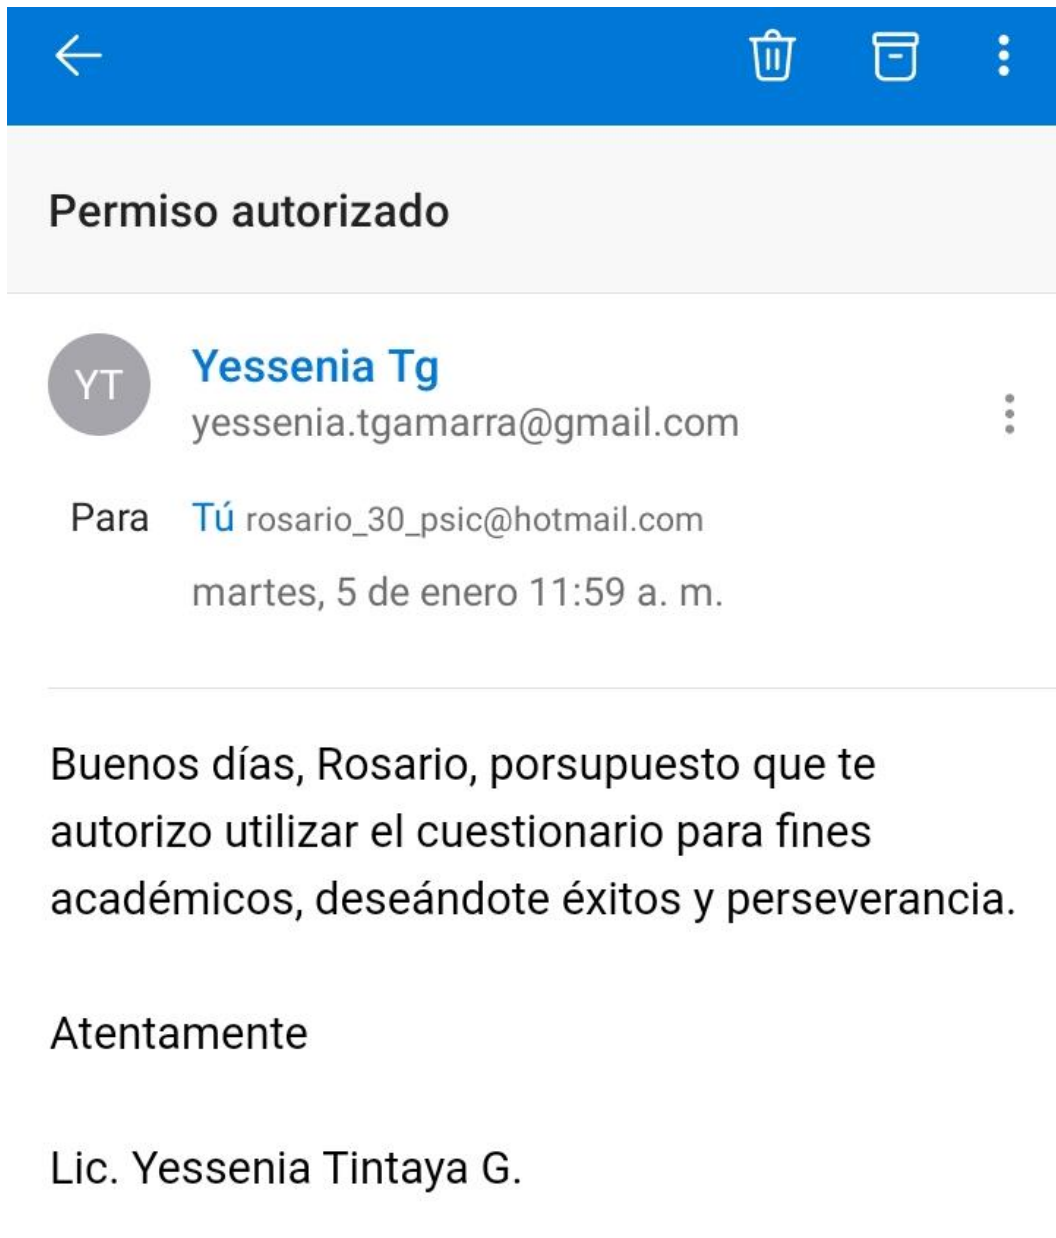 Permiso autorizado
YT
Yessenia Tg
yessenia.tgamarra@gmail.com
Para Tú rosario_30_psic@hotmail.com
martes, 5 de enero 11:59 a. m.
Buenos días, Rosario, porsupuesto que te
autorizo utilizar el cuestionario para fines
académicos, deseándote éxitos y perseverancia.
Atentamente
Lic. Yessenia Tintaya G.